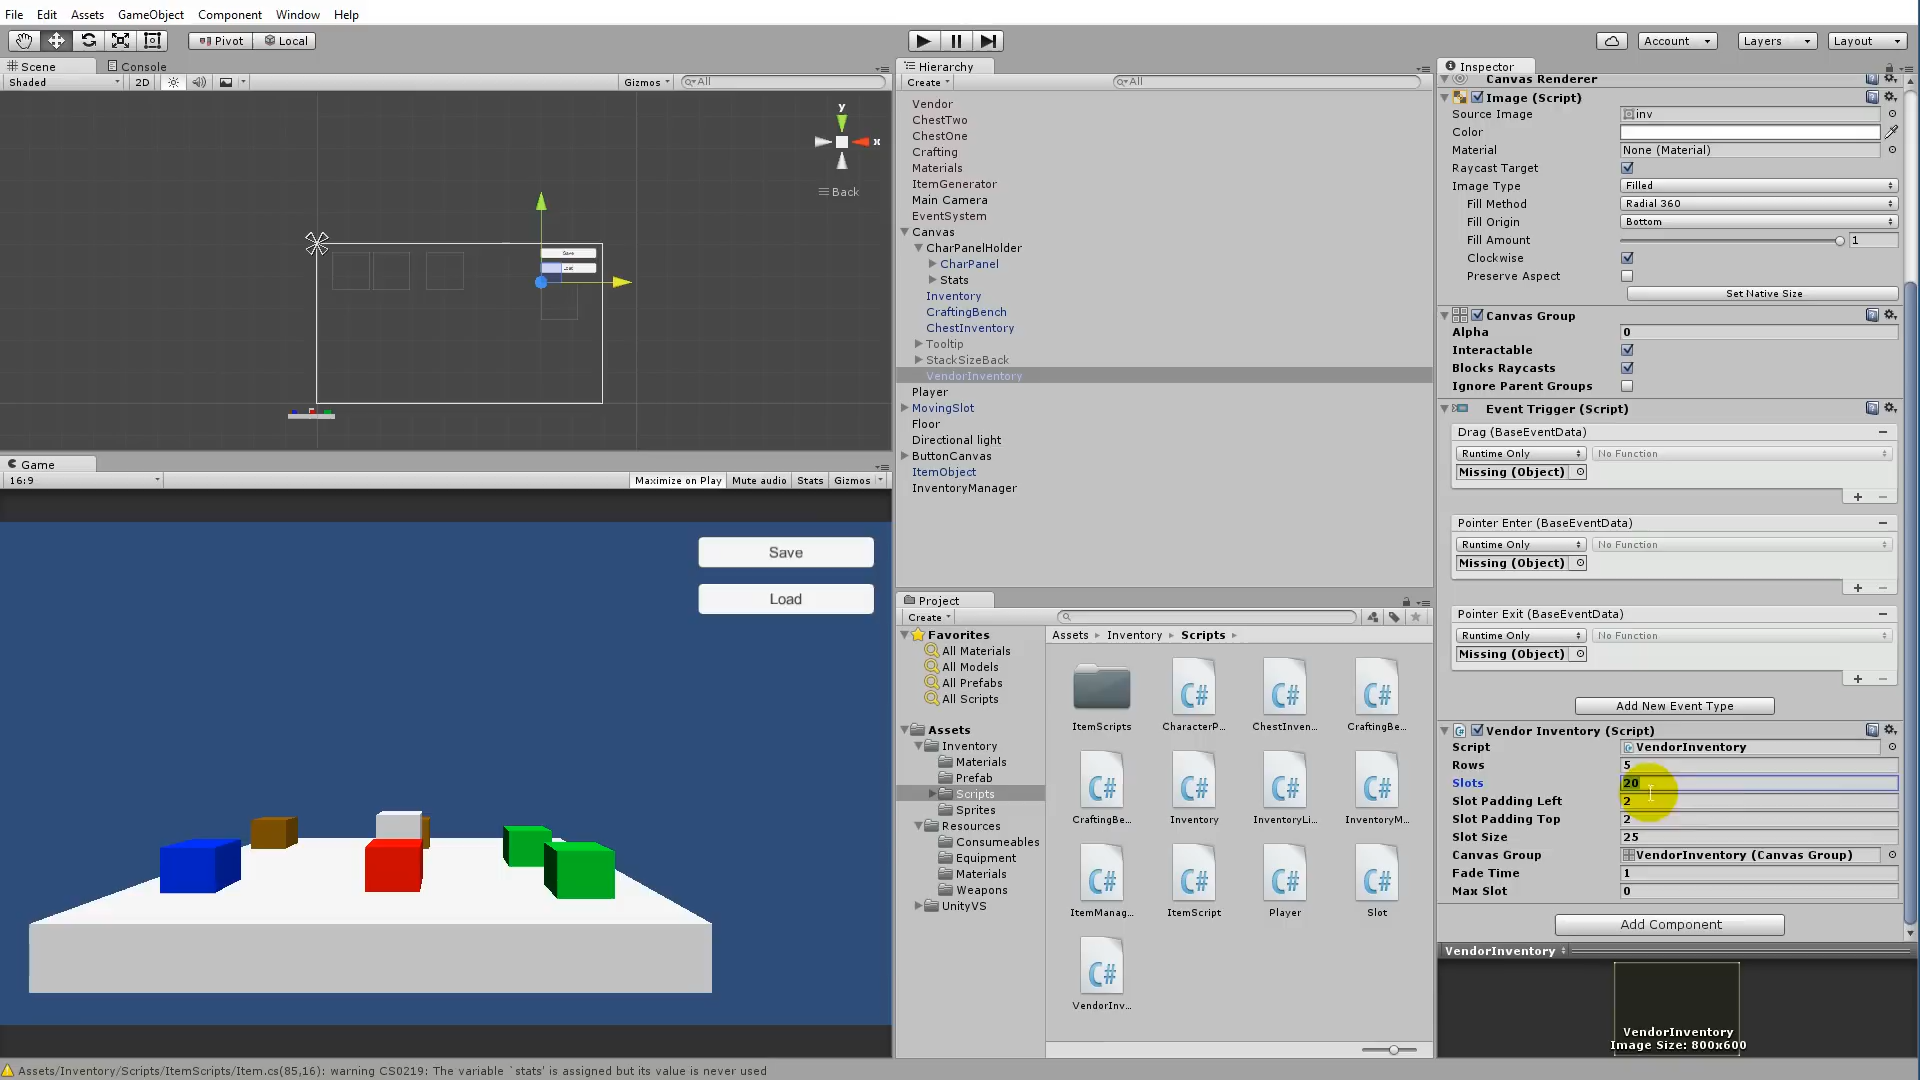 File Edit Assets GameObject Component Window Help
Pivot Local
Account Layers Layout
Scene Console
Shaded 2D Gizmos All
y
x
Back
Save
Load
Game
16:9 Maximize on Play Mute audio Stats Gizmos
Save
Load
Hierarchy
Create All
Vendor
ChestTwo
ChestOne
Crafting
Materials
ItemGenerator
Main Camera
EventSystem
Canvas
CharPanelHolder
CharPanel
Stats
Inventory
CraftingBench
ChestInventory
Tooltip
StackSizeBack
VendorInventory
Player
MovingSlot
Floor
Directional light
ButtonCanvas
ItemObject
InventoryManager
Project
Create
Favorites
All Materials
All Models
All Prefabs
All Scripts
Assets
Inventory
Materials
Prefab
Scripts
Sprites
Resources
Consumeables
Equipment
Materials
Weapons
UnityVS
Assets Inventory Scripts
ItemScripts CharacterP... ChestInven... CraftingBe...
CraftingBe... Inventory InventoryLi... InventoryM...
ItemManag... ItemScript Player Slot
VendorInv...
Inspector
Canvas Renderer
Image (Script)
Source Image inv
Color
Material None (Material)
Raycast Target
Image Type Filled
Fill Method Radial 360
Fill Origin Bottom
Fill Amount 1
Clockwise
Preserve Aspect
Set Native Size
Canvas Group
Alpha 0
Interactable
Blocks Raycasts
Ignore Parent Groups
Event Trigger (Script)
Drag (BaseEventData)
Runtime Only No Function
Missing (Object)
Pointer Enter (BaseEventData)
Runtime Only No Function
Missing (Object)
Pointer Exit (BaseEventData)
Runtime Only No Function
Missing (Object)
Add New Event Type
Vendor Inventory (Script)
Script VendorInventory
Rows 5
Slots 20
Slot Padding Left 2
Slot Padding Top 2
Slot Size 25
Canvas Group VendorInventory (Canvas Group)
Fade Time 1
Max Slot 0
Add Component
VendorInventory
VendorInventory
Image Size: 800x600
Assets/Inventory/Scripts/ItemScripts/Item.cs(85,16): warning CS0219: The variable `stats' is assigned but its value is never used